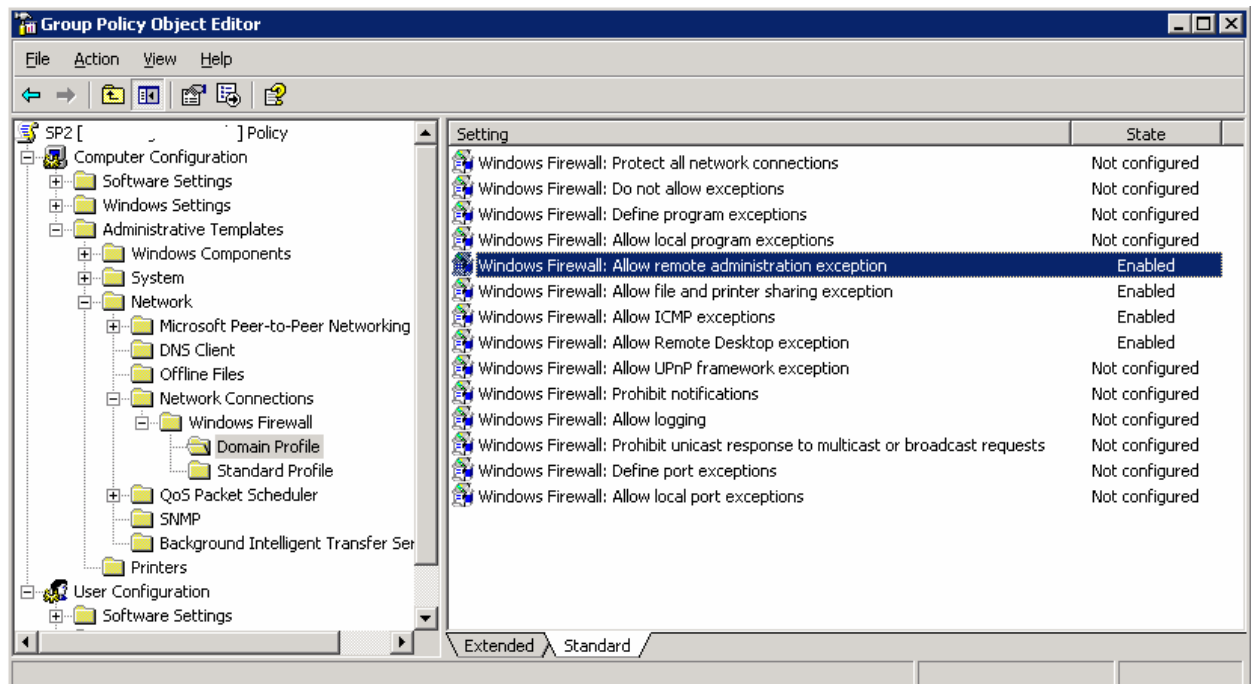 Group Policy Object Editor
File Action View Help
SP2 [ ] Policy
Computer Configuration
Software Settings
Windows Settings
Administrative Templates
Windows Components
System
Network
Microsoft Peer-to-Peer Networking
DNS Client
Offline Files
Network Connections
Windows Firewall
Domain Profile
Standard Profile
QoS Packet Scheduler
SNMP
Background Intelligent Transfer Ser
Printers
User Configuration
Software Settings
Setting State
Windows Firewall: Protect all network connections Not configured
Windows Firewall: Do not allow exceptions Not configured
Windows Firewall: Define program exceptions Not configured
Windows Firewall: Allow local program exceptions Not configured
Windows Firewall: Allow remote administration exception Enabled
Windows Firewall: Allow file and printer sharing exception Enabled
Windows Firewall: Allow ICMP exceptions Enabled
Windows Firewall: Allow Remote Desktop exception Enabled
Windows Firewall: Allow UPnP framework exception Not configured
Windows Firewall: Prohibit notifications Not configured
Windows Firewall: Allow logging Not configured
Windows Firewall: Prohibit unicast response to multicast or broadcast requests Not configured
Windows Firewall: Define port exceptions Not configured
Windows Firewall: Allow local port exceptions Not configured
Extended Standard